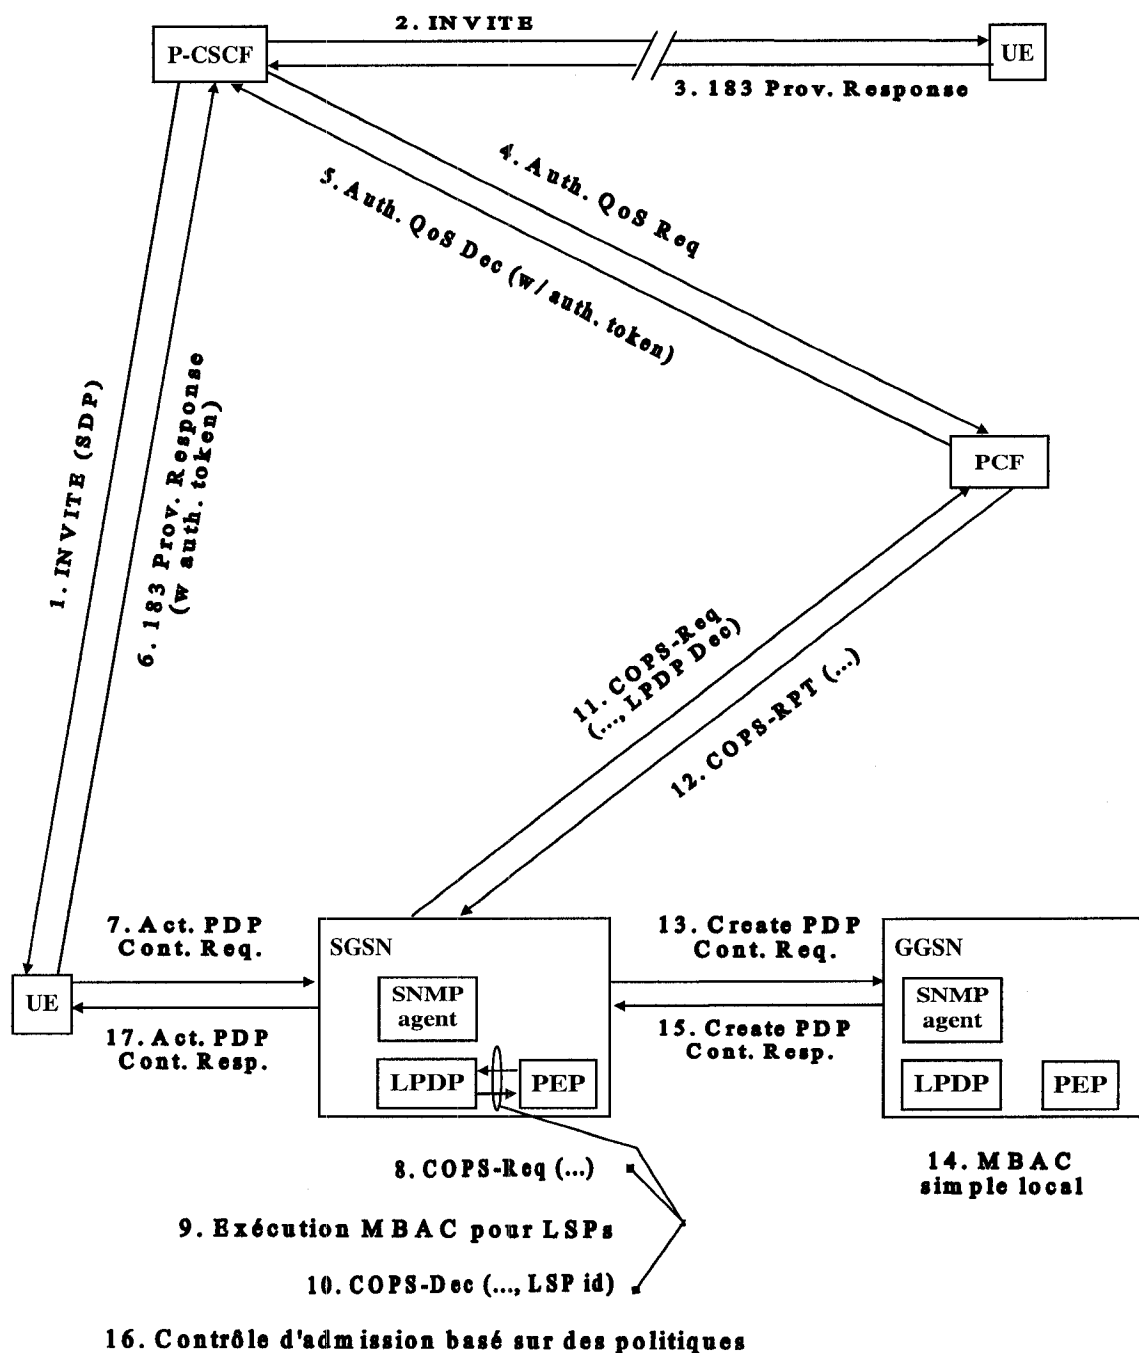 2. INVITE
P-CSCF
UE
3. 183 Prov. Response
4. Auth. QoS Req
5. Auth. QoS Dec (w/ auth. token)
PCF
1. INVITE (SDP)
6. 183 Prov. Response
(w auth. token)
11. COPS-Req
(..., LPDP Dec)
12. COPS-RPT (...)
7. Act. PDP
Cont. Req.
UE
17. Act. PDP
Cont. Resp.
SGSN
SNMP
agent
LPDP
PEP
13. Create PDP
Cont. Req.
15. Create PDP
Cont. Resp.
GGSN
SNMP
agent
LPDP
PEP
14. MBAC
simple local
8. COPS-Req (...)
9. Exécution MBAC pour LSPs
10. COPS-Dec (..., LSP id)
16. Contrôle d'admission basé sur des politiques